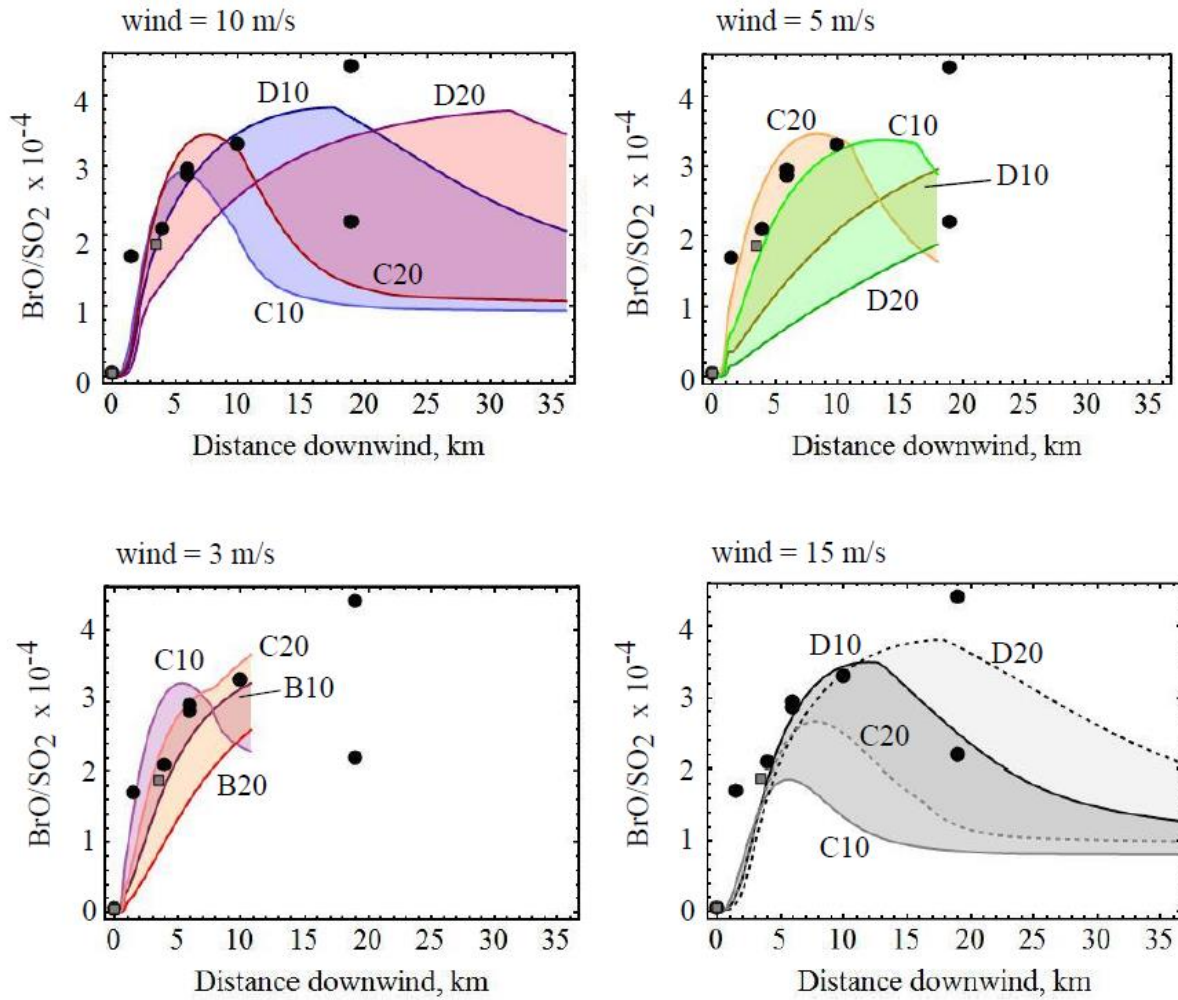 wind = 10 m/s
BrO/SO2 x 10-4
4
3
2
1
0
D10
D20
C20
C10
0 5 10 15 20 25 30 35
Distance downwind, km
wind = 5 m/s
BrO/SO2 x 10-4
4
3
2
1
0
C20
C10
D10
D20
0 5 10 15 20 25 30 35
Distance downwind, km
wind = 3 m/s
BrO/SO2 x 10-4
4
3
2
1
0
C10
C20
B10
B20
0 5 10 15 20 25 30 35
Distance downwind, km
wind = 15 m/s
BrO/SO2 x 10-4
4
3
2
1
0
D10
D20
C20
C10
0 5 10 15 20 25 30 35
Distance downwind, km